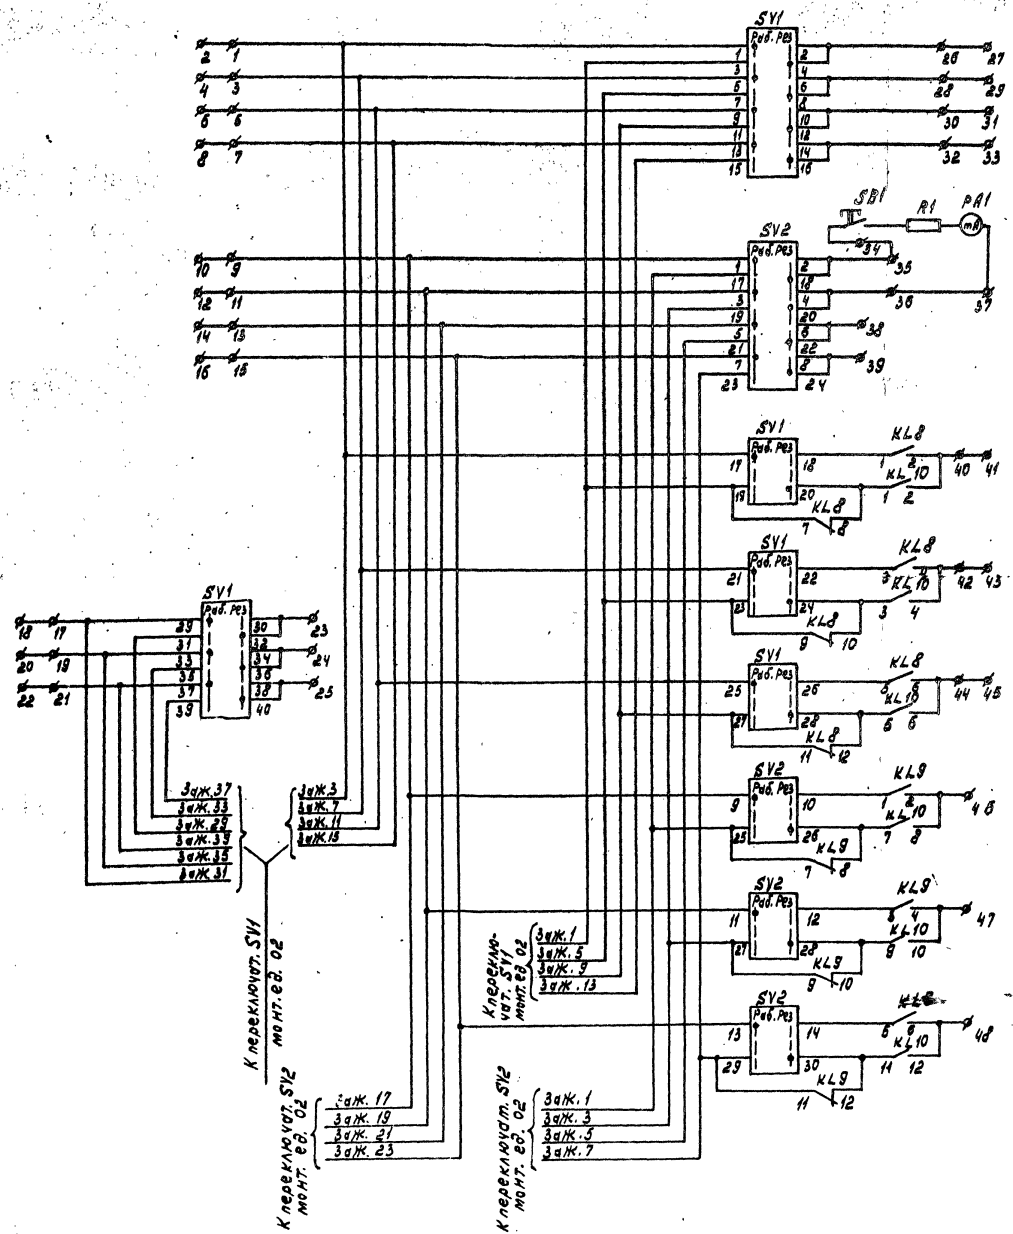 SV1
Раб. Рез
2 1
1 2
26 27
3 4
4 3
5 6
28 29
7 8
6 5
9 10
30 31
11 12
8 7
13 14
32 33
15 16
SB1
R1
PA1
mA
SV2
Раб. Рез
34
10 9
1 2
35
17 18
12 11
3 4
36
37
19 20
38
14 13
5 6
21 22
16 15
7 8
39
23 24
SV1
Раб. Рез
KL8
17 18
1 2
40 41
KL10
19 20
1 2
KL8
7 8
SV1
Раб. Рез
KL8
21 22
3 4
42 43
KL10
23 24
3 4
KL8
9 10
SV1
Раб. Рез
18 17
29 30
23
31 32
20 19
33 34
24
35 36
22 21
37 38
25
39 40
SV1
Раб. Рез
KL8
25 26
5 6
44 45
KL10
27 28
5 6
KL8
11 12
Заж. 37
Заж. 33
Заж. 29
Заж. 39
Заж. 35
Заж. 31
Заж. 3
Заж. 7
Заж. 11
Заж. 15
К переключат. SV1
монт. ед. 02
SV2
Раб. Рез
KL9
9 10
1 2
46
KL10
25 26
7 8
KL9
7 8
SV2
Раб. Рез
KL9
11 12
3 4
47
KL10
27 28
9 10
KL9
9 10
К переклю-
чат. SV1
монт. ед. 02
Заж. 1
Заж. 5
Заж. 9
Заж. 13
SV2
Раб. Рез
13 14
5 6
48
KL10
29 30
11 12
KL9
11 12
К переключат. SV2
монт. ед. 02
Заж. 17
Заж. 19
Заж. 21
Заж. 23
К переключат. SV2
монт. ед. 02
Заж. 1
Заж. 3
Заж. 5
Заж. 7